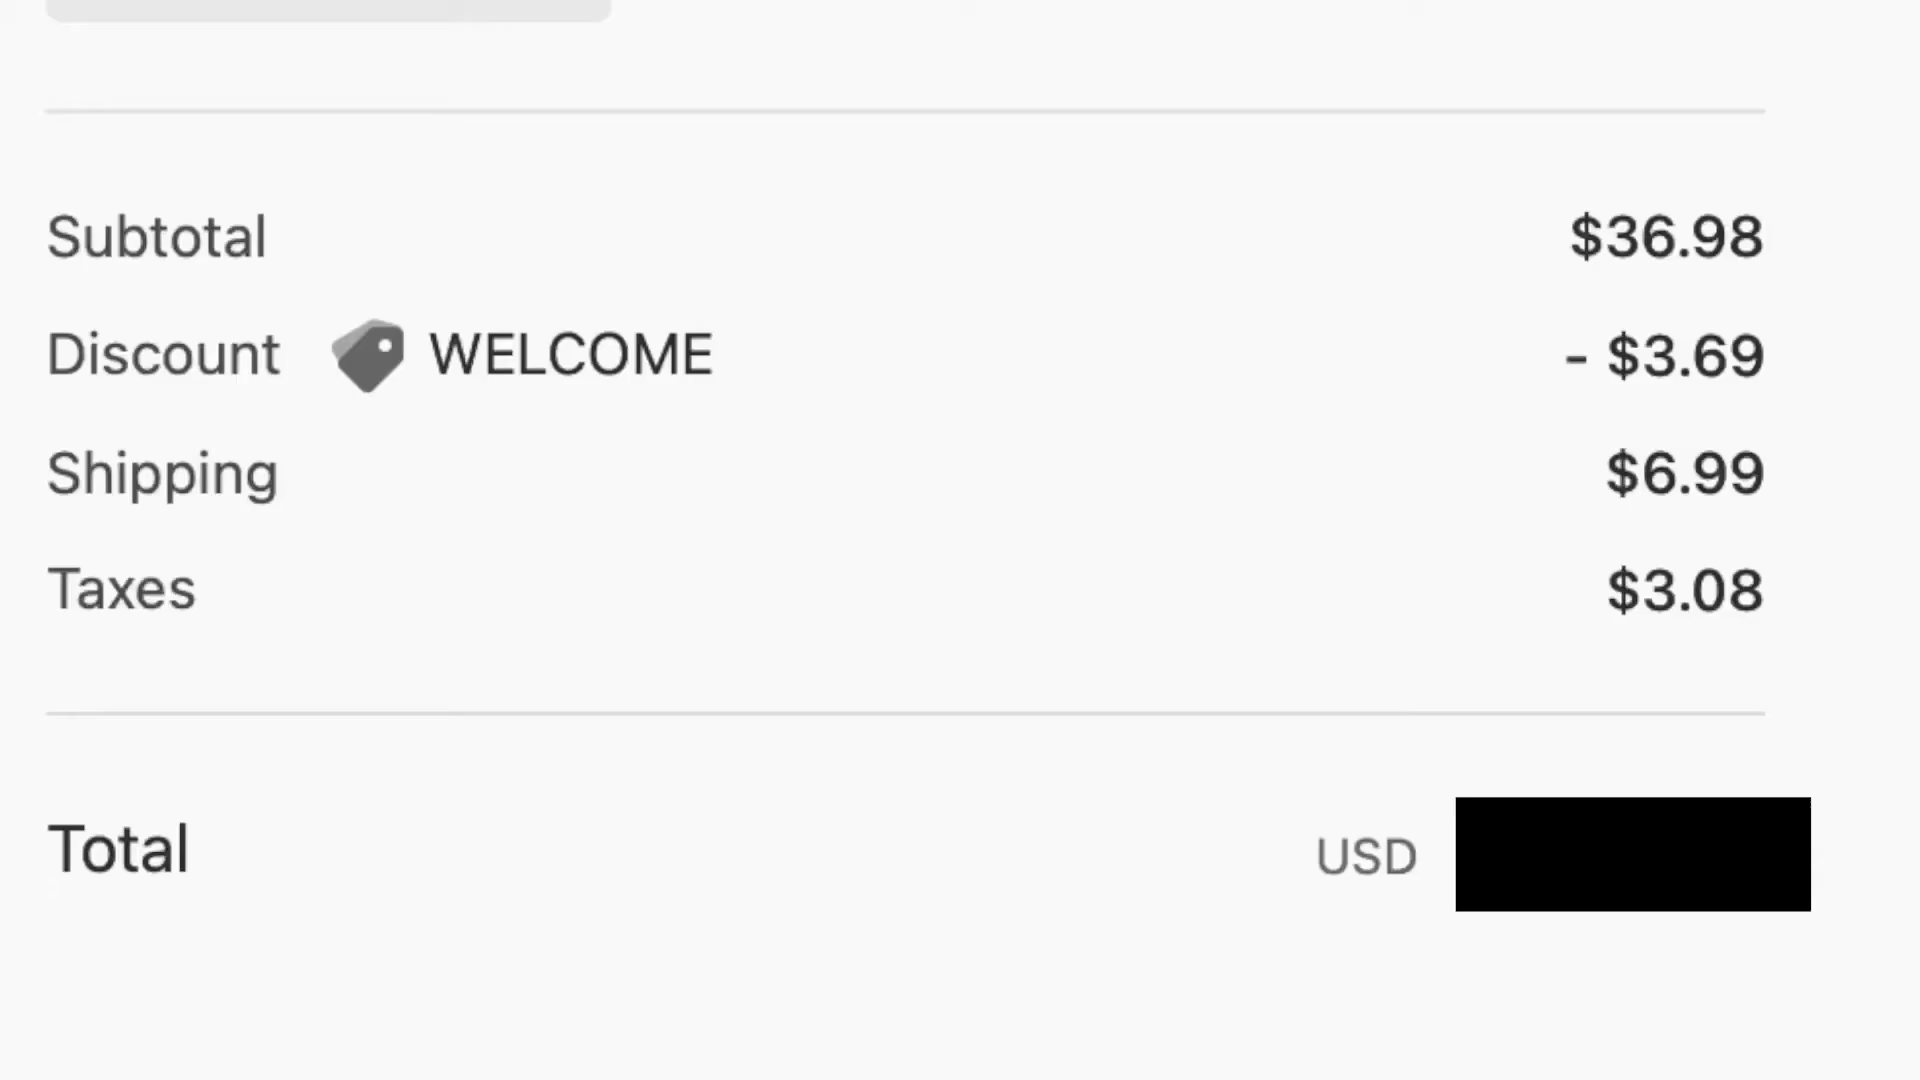 Subtotal $36.98
Discount WELCOME - $3.69
Shipping $6.99
Taxes $3.08
Total USD